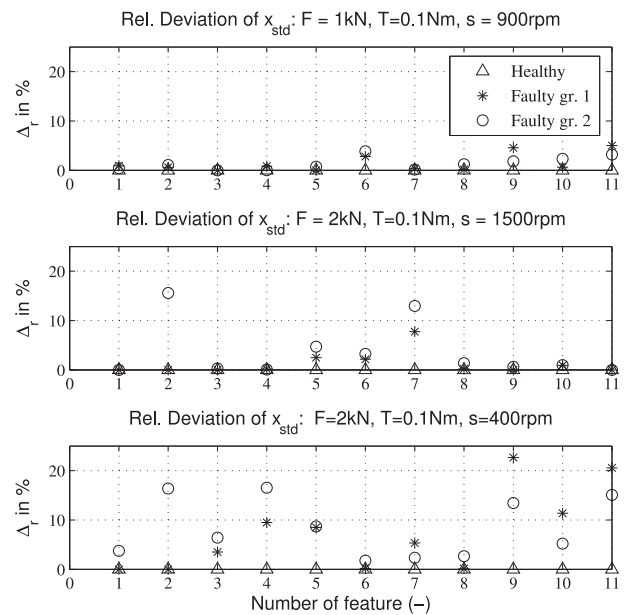 Rel. Deviation of x_std: F = 1kN, T=0.1Nm, s = 900rpm
Δ_r in %
20
10
0
Healthy
Faulty gr. 1
Faulty gr. 2
0 1 2 3 4 5 6 7 8 9 10 11
Rel. Deviation of x_std: F = 2kN, T=0.1Nm, s = 1500rpm
Δ_r in %
20
10
0
0 1 2 3 4 5 6 7 8 9 10 11
Rel. Deviation of x_std: F=2kN, T=0.1Nm, s=400rpm
Δ_r in %
20
10
0
0 1 2 3 4 5 6 7 8 9 10 11
Number of feature (−)